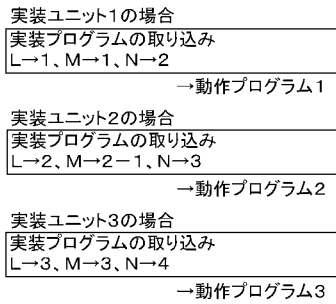 実装ユニット1の場合
実装プログラムの取り込み
L→1、M→1、N→2
→動作プログラム1
実装ユニット2の場合
実装プログラムの取り込み
L→2、M→2－1、N→3
→動作プログラム2
実装ユニット3の場合
実装プログラムの取り込み
L→3、M→3、N→4
→動作プログラム3